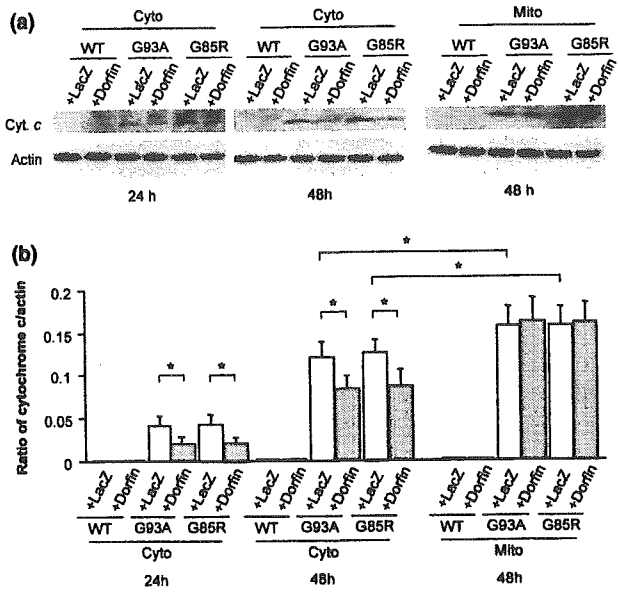 (a)
Cyto Cyto Mito
WT G93A G85R WT G93A G85R WT G93A G85R
+LacZ +Dorfin +LacZ +Dorfin +LacZ +Dorfin +LacZ +Dorfin +LacZ +Dorfin +LacZ +Dorfin +LacZ +Dorfin +LacZ +Dorfin +LacZ +Dorfin
Cyt. c
Actin
24 h 48h 48 h
(b)
* *
* * * *
Ratio of cytochrome c/actin
0.2
0.15
0.1
0.05
0
+LacZ +Dorfin +LacZ +Dorfin +LacZ +Dorfin +LacZ +Dorfin +LacZ +Dorfin +LacZ +Dorfin +LacZ +Dorfin +LacZ +Dorfin +LacZ +Dorfin
WT G93A G85R WT G93A G85R WT G93A G85R
Cyto Cyto Mito
24h 48h 48h